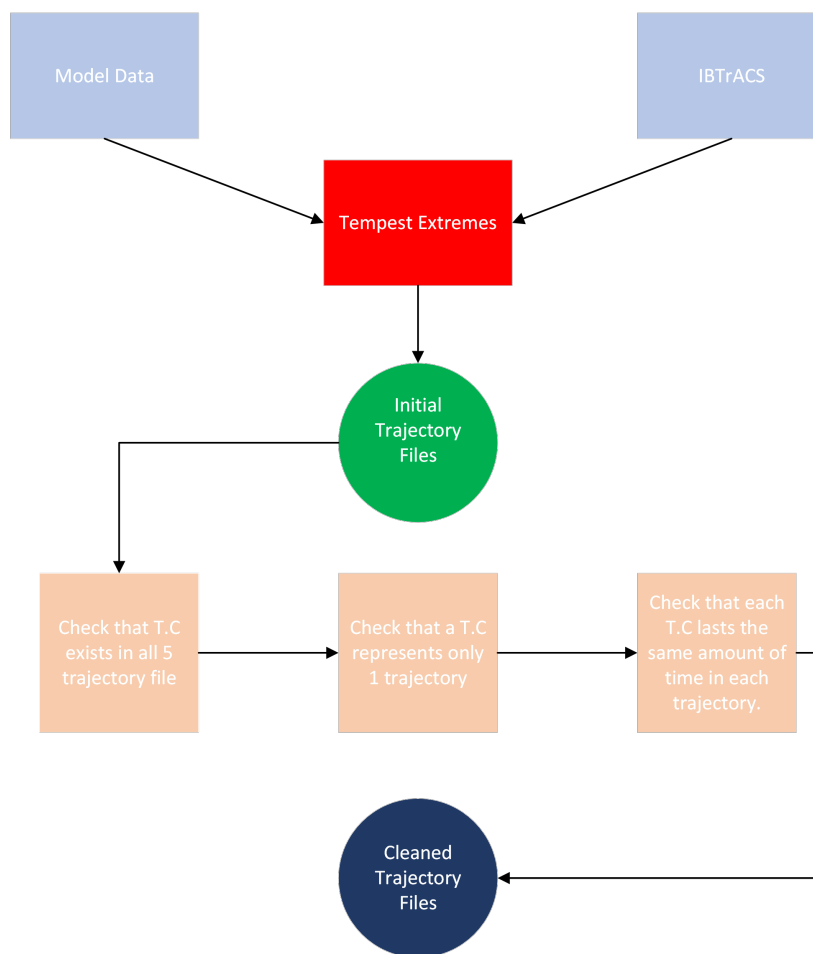 Model Data
IBTrACS
Tempest Extremes
Initial
Trajectory
Files
Check that T.C
exists in all 5
trajectory file
Check that a T.C
represents only
1 trajectory
Check that each
T.C lasts the
same amount of
time in each
trajectory.
Cleaned
Trajectory
Files